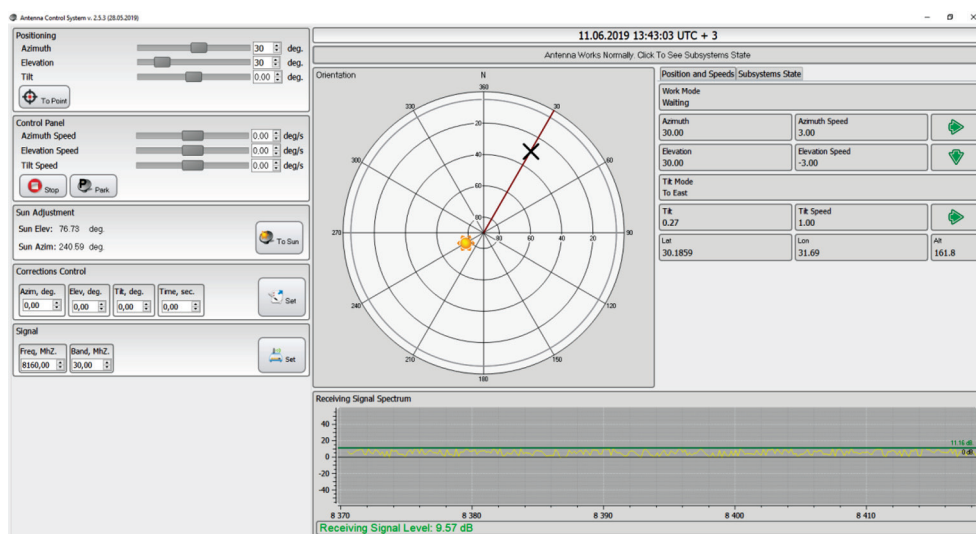 Antenna Control System v. 2.5.3 (28.05.2019)
Positioning
Azimuth 30 deg.
Elevation 30 deg.
Tilt 0.00 deg.
To Point
Control Panel
Azimuth Speed 0.00 deg/s
Elevation Speed 0.00 deg/s
Tilt Speed 0.00 deg/s
Stop Park
Sun Adjustment
Sun Elev: 76.73 deg.
Sun Azim: 240.59 deg.
To Sun
Corrections Control
Azim, deg. Elev, deg. Tilt, deg. Time, sec.
0,00 0,00 0,00 0,00
Set
Signal
Freq, MhZ. Band, MhZ.
8160,00 30,00
Set
11.06.2019 13:43:03 UTC + 3
Antenna Works Normally. Click To See Subsystems State
Orientation
N
360
330 30
20
300 40 60
60
80
270 80 60 40 20 90
240 120
210 150
180
Position and Speeds Subsystems State
Work Mode
Waiting
Azimuth Azimuth Speed
30.00 3.00
Elevation Elevation Speed
30.00 -3.00
Tilt Mode
To East
Tilt Tilt Speed
0.27 1.00
Lat Lon Alt
30.1859 31.69 161.8
Receiving Signal Spectrum
40
20
0
-20
-40
11.16 dB
0 dB
8 370 8 380 8 390 8 400 8 410
Receiving Signal Level: 9.57 dB